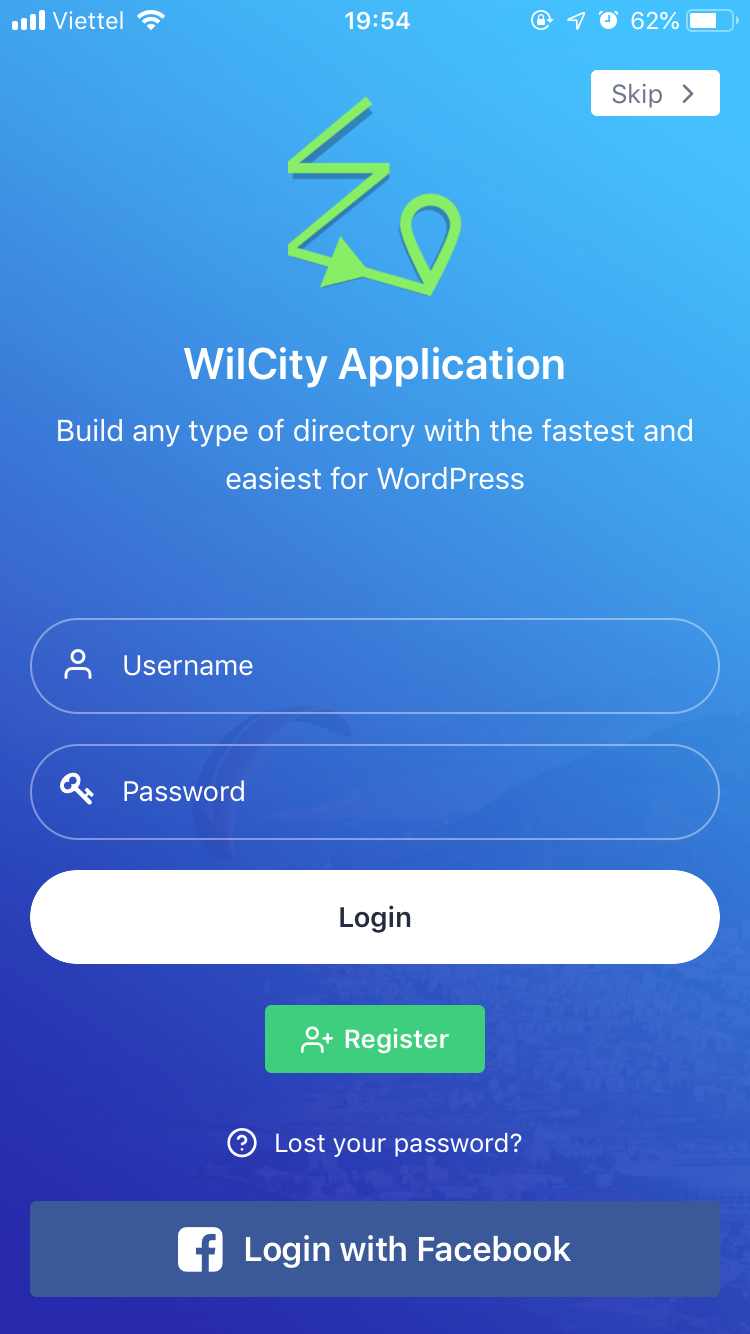 Viettel 19:54 62%
Skip
WilCity Application
Build any type of directory with the fastest and
easiest for WordPress
Username
Password
Login
Register
Lost your password?
Login with Facebook